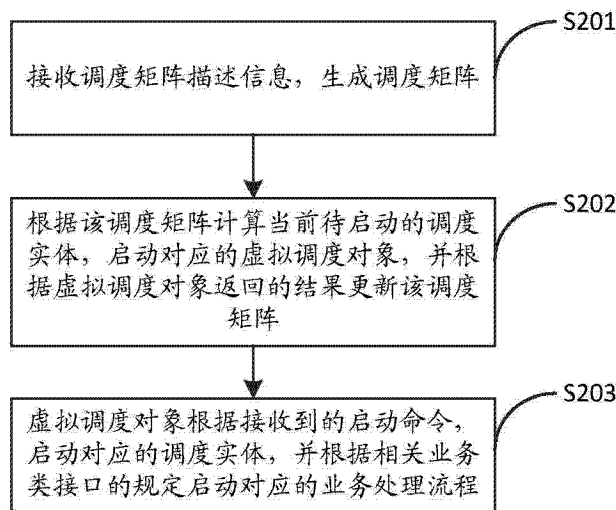 S201
接收调度矩阵描述信息，生成调度矩阵
S202
根据该调度矩阵计算当前待启动的调度
实体，启动对应的虚拟调度对象，并根
据虚拟调度对象返回的结果更新该调度
矩阵
S203
虚拟调度对象根据接收到的启动命令，
启动对应的调度实体，并根据相关业务
类接口的规定启动对应的业务处理流程